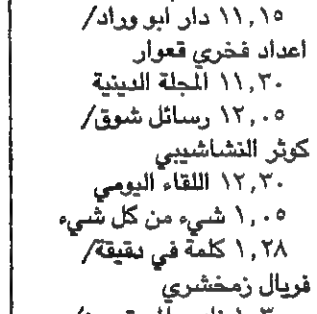 ١١,١٥ دار ابو وراد/
اعداد فخري قعوار
١١,٣٠ المجلة الدينية
١٢,٠٥ رسائل شوق/
كوثر النشاشيبي
١٢,٣٠ اللقاء اليومي
١,٠٥ شيء من كل شيء
١,٢٨ كلمة في دقيقة/
فريال زمخشري